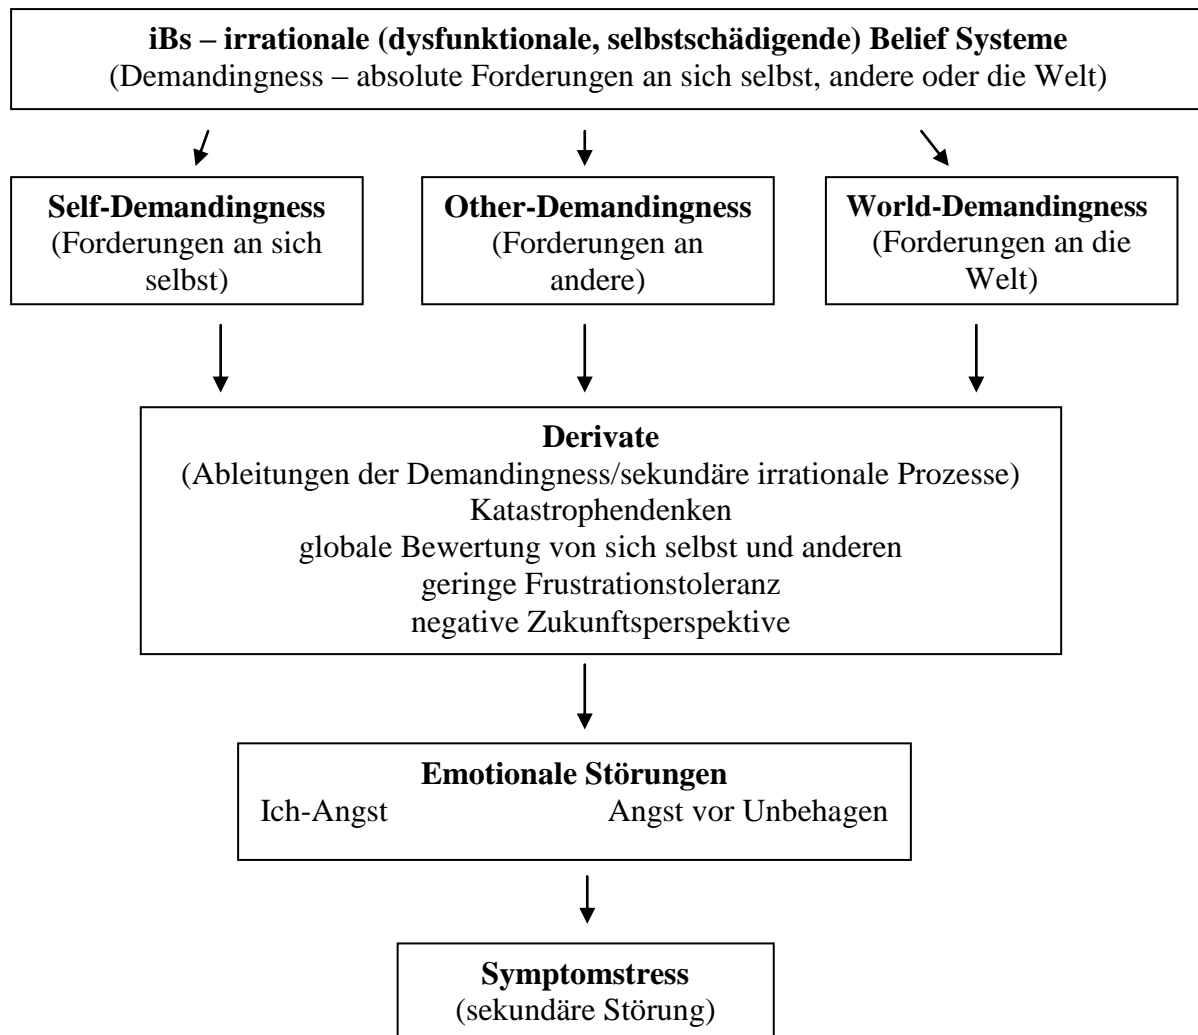 iBs – irrationale (dysfunktionale, selbstschädigende) Belief Systeme
(Demandingness – absolute Forderungen an sich selbst, andere oder die Welt)
Self-Demandingness
(Forderungen an sich
selbst)
Other-Demandingness
(Forderungen an
andere)
World-Demandingness
(Forderungen an die
Welt)
Derivate
(Ableitungen der Demandingness/sekundäre irrationale Prozesse)
Katastrophendenken
globale Bewertung von sich selbst und anderen
geringe Frustrationstoleranz
negative Zukunftsperspektive
Emotionale Störungen
Ich-Angst Angst vor Unbehagen
Symptomstress
(sekundäre Störung)